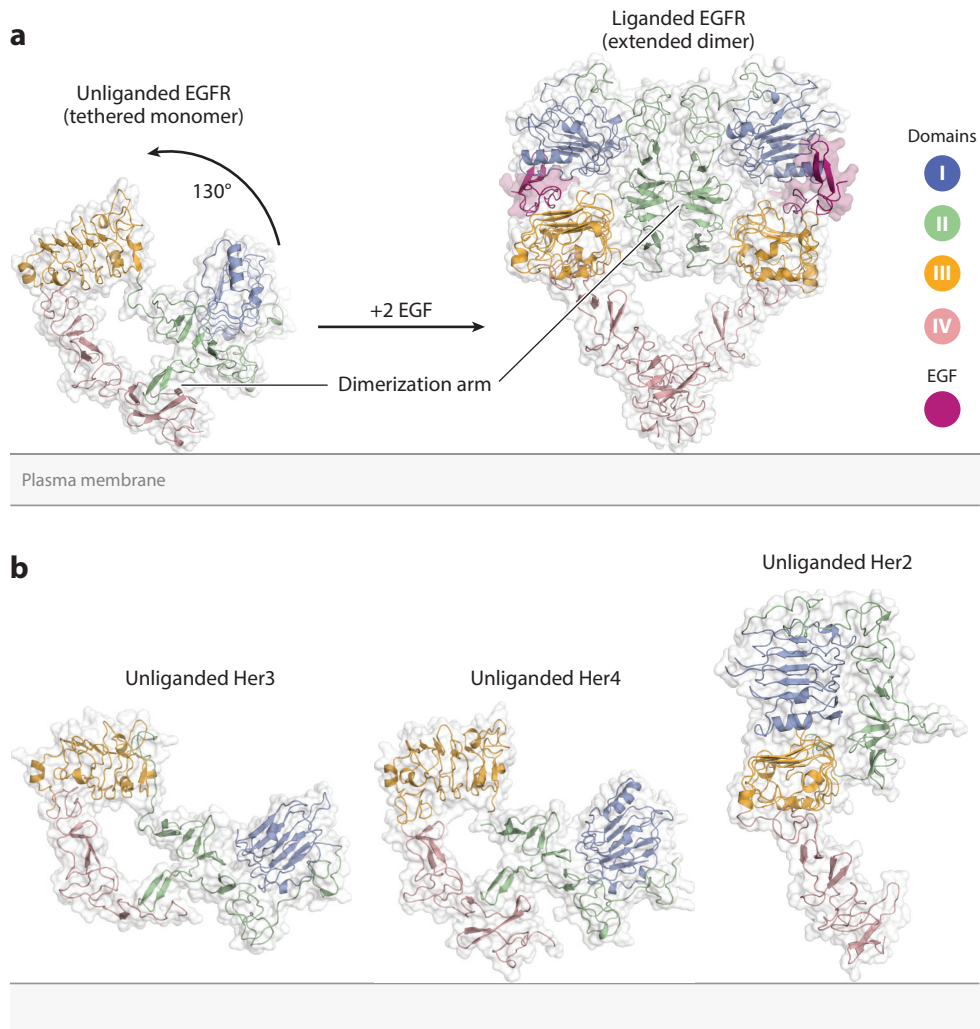 a
Unliganded EGFR
(tethered monomer)
130°
Liganded EGFR
(extended dimer)
+2 EGF
Dimerization arm
Domains
I
II
III
IV
EGF
Plasma membrane
b
Unliganded Her3
Unliganded Her4
Unliganded Her2